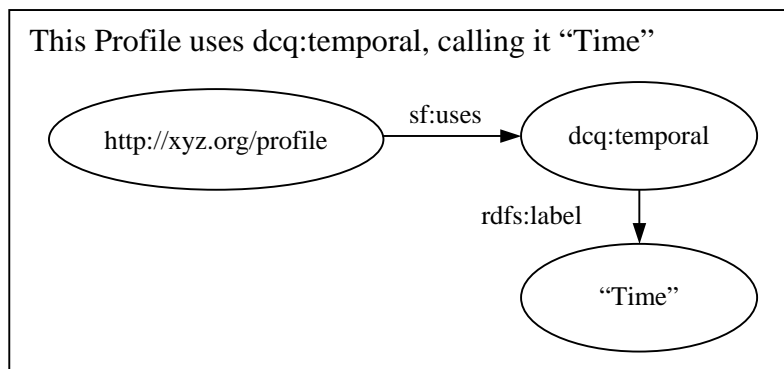 This Profile uses dcq:temporal, calling it “Time”
http://xyz.org/profile
sf:uses
dcq:temporal
rdfs:label
“Time”